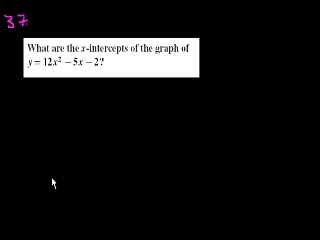 37
What are the x-intercepts of the graph of
y = 12x² − 5x − 2?